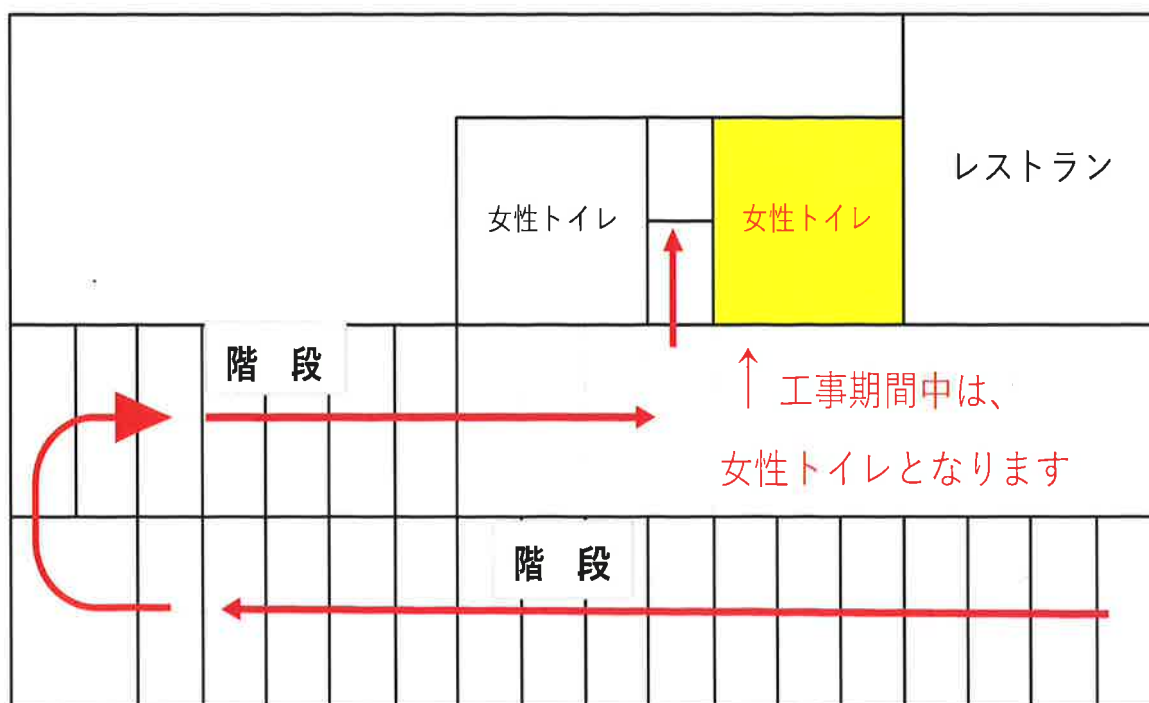 レストラン
女性トイレ
女性トイレ
階 段
↑ 工事期間中は、
女性トイレとなります
階 段